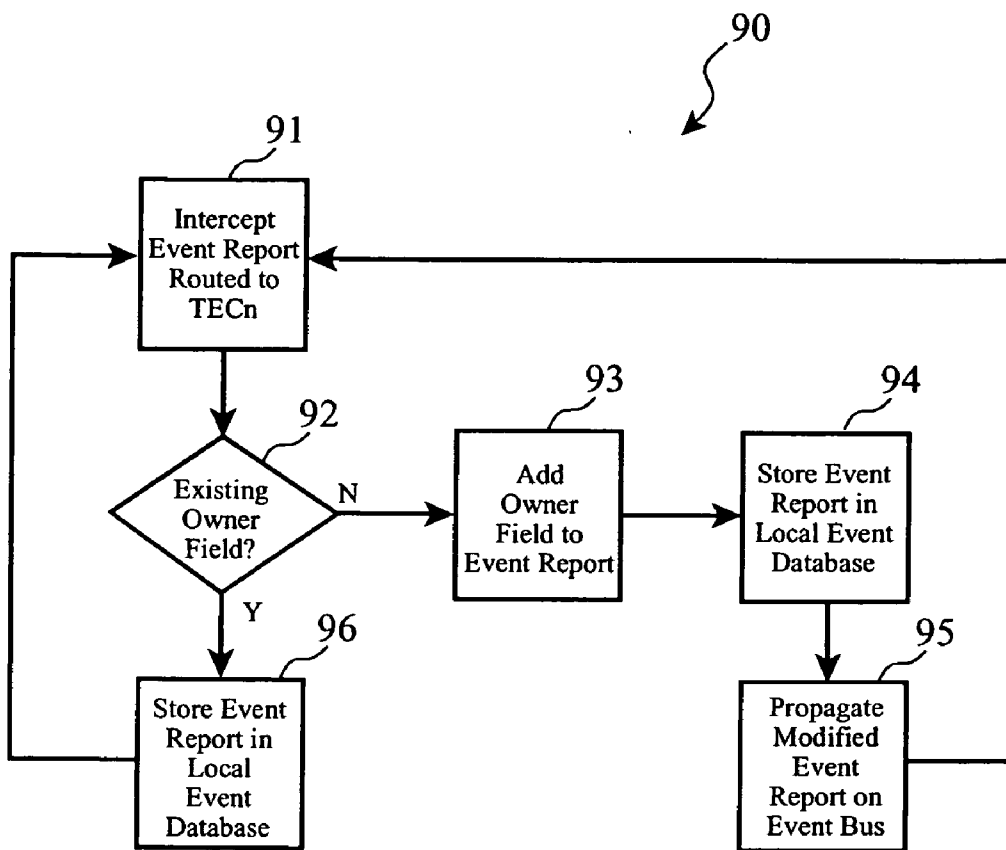 90
91
Intercept
Event Report
Routed to
TECn
92
Existing
Owner
Field?
N
Y
93
Add
Owner
Field to
Event Report
94
Store Event
Report in
Local Event
Database
95
Propagate
Modified
Event
Report on
Event Bus
96
Store Event
Report in
Local
Event
Database